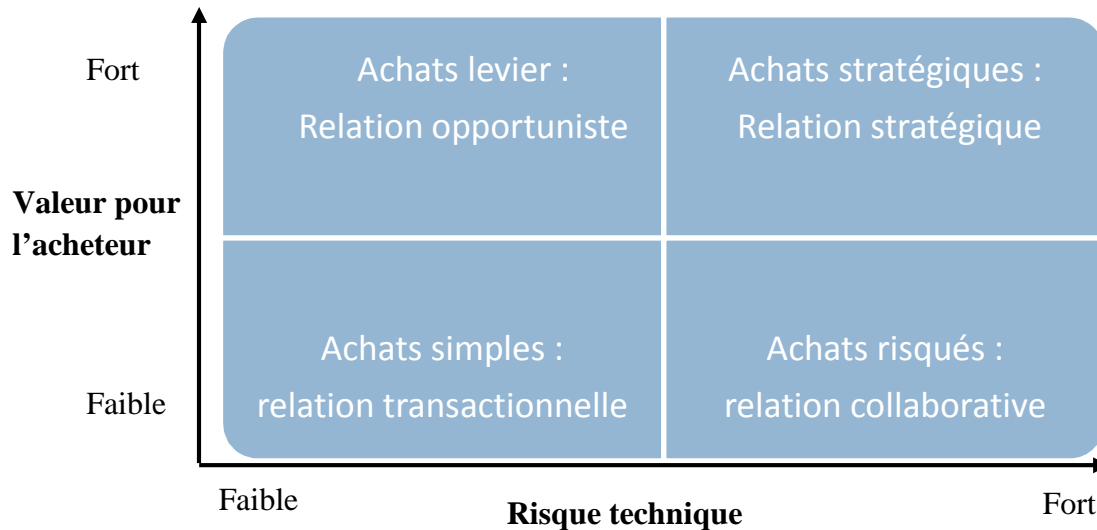 Fort
Achats levier :
Relation opportuniste
Achats stratégiques :
Relation stratégique
Valeur pour
l’acheteur
Achats simples :
relation transactionnelle
Achats risqués :
relation collaborative
Faible
Faible
Risque technique
Fort